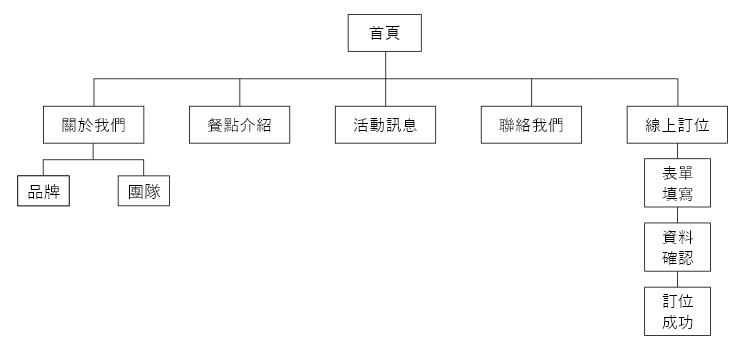 首頁
關於我們
餐點介紹
活動訊息
聯絡我們
線上訂位
品牌
團隊
表單
填寫
資料
確認
訂位
成功